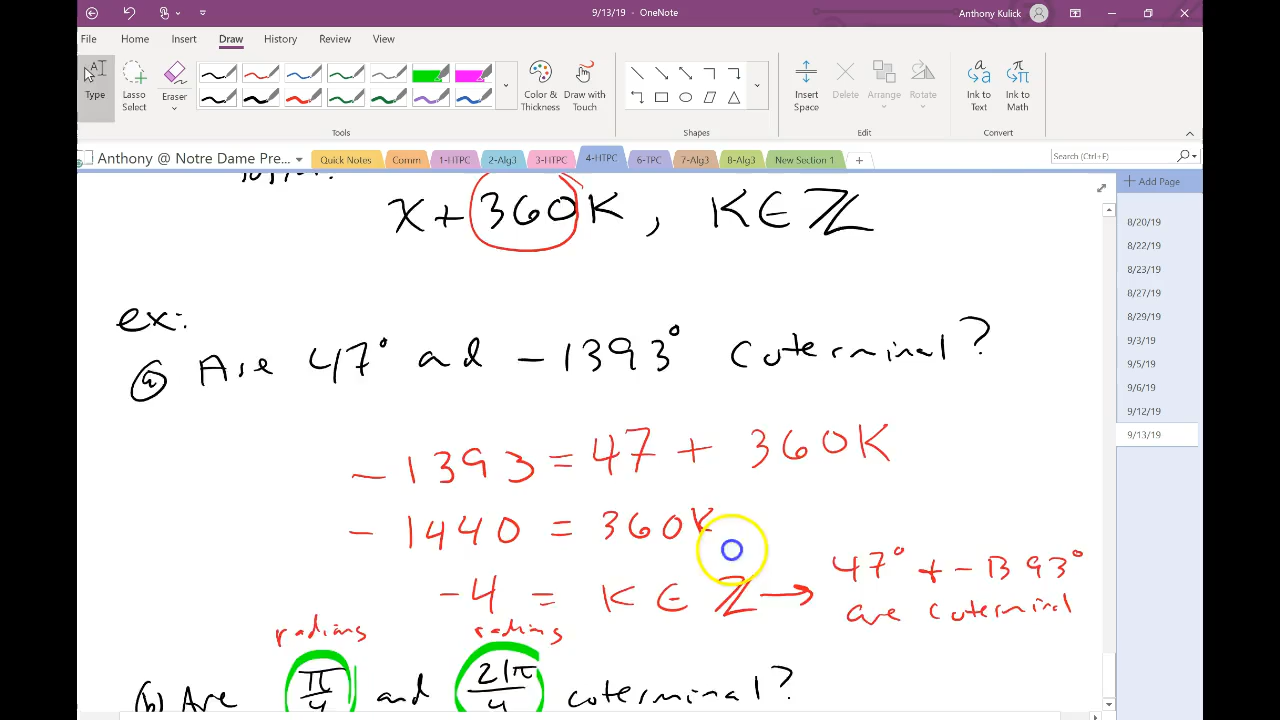 9/13/19 - OneNote
Anthony Kulick
File Home Insert Draw History Review View
Type
Lasso Select
Eraser
Color & Thickness
Draw with Touch
Insert Space
Delete
Arrange
Rotate
Ink to Text
Ink to Math
Tools
Shapes
Edit
Convert
Anthony @ Notre Dame Pre...
Quick Notes Comm 1-HTPC 2-Alg3 3-HTPC 4-HTPC 6-TPC 7-Alg3 8-Alg3 New Section 1 +
Search (Ctrl+F)
+ Add Page
8/20/19
8/22/19
8/23/19
8/27/19
8/29/19
9/3/19
9/5/19
9/6/19
9/12/19
9/13/19
x + 360K , K ∈ ℤ
ex:
(a) Are 47° ad -1393° coterminal?
-1393 = 47 + 360K
-1440 = 360K
-4 = K ∈ ℤ → 47° + -1393°
are coterminal
radians radians
(b) Are π/4 and 21π/4 coterminal?